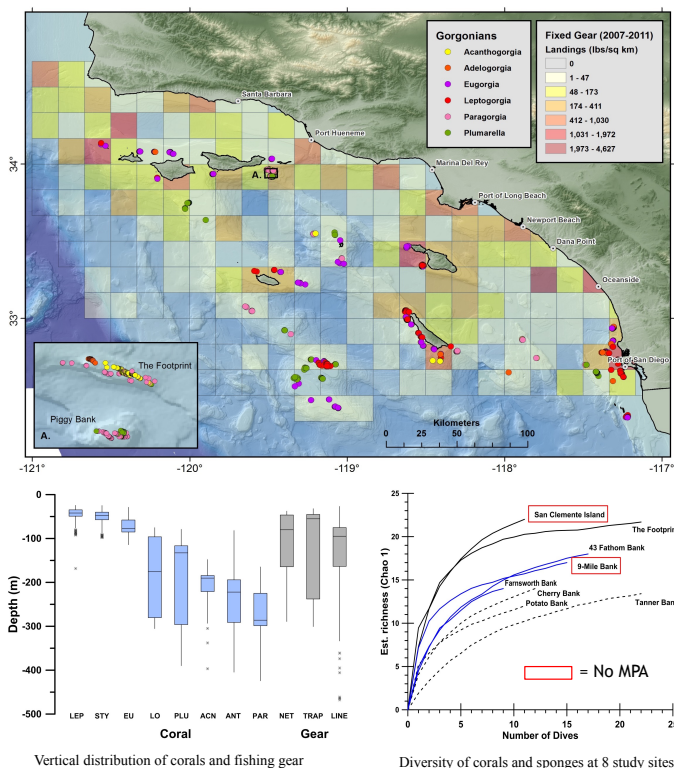 Gorgonians
Acanthogorgia
Adelogorgia
Eugorgia
Leptogorgia
Paragorgia
Plumarella
Fixed Gear (2007-2011)
Landings (lbs/sq km)
0
1 - 47
48 - 173
174 - 411
412 - 1,030
1,031 - 1,972
1,973 - 4,627
Santa Barbara
Port Hueneme
34°
Marina Del Rey
A.
Port of Long Beach
Newport Beach
Dana Point
Oceanside
33°
Port of San Diego
The Footprint
Piggy Bank
A.
Kilometers
0 25 50 100
-121° -120° -119° -118° -117°
0
-100
-200
-300
-400
-500
Depth (m)
LEP STY EU LO PLU ACN ANT PAR NET TRAP LINE
Coral Gear
Vertical distribution of corals and fishing gear
25
20
15
10
5
0
Est. richness (Chao 1)
San Clemente Island
The Footprin
43 Fathom Bank
9-Mile Bank
Farnsworth Bank
Cherry Bank
Potato Bank
Tanner Ban
= No MPA
0 5 10 15 20 25
Number of Dives
Diversity of corals and sponges at 8 study sites